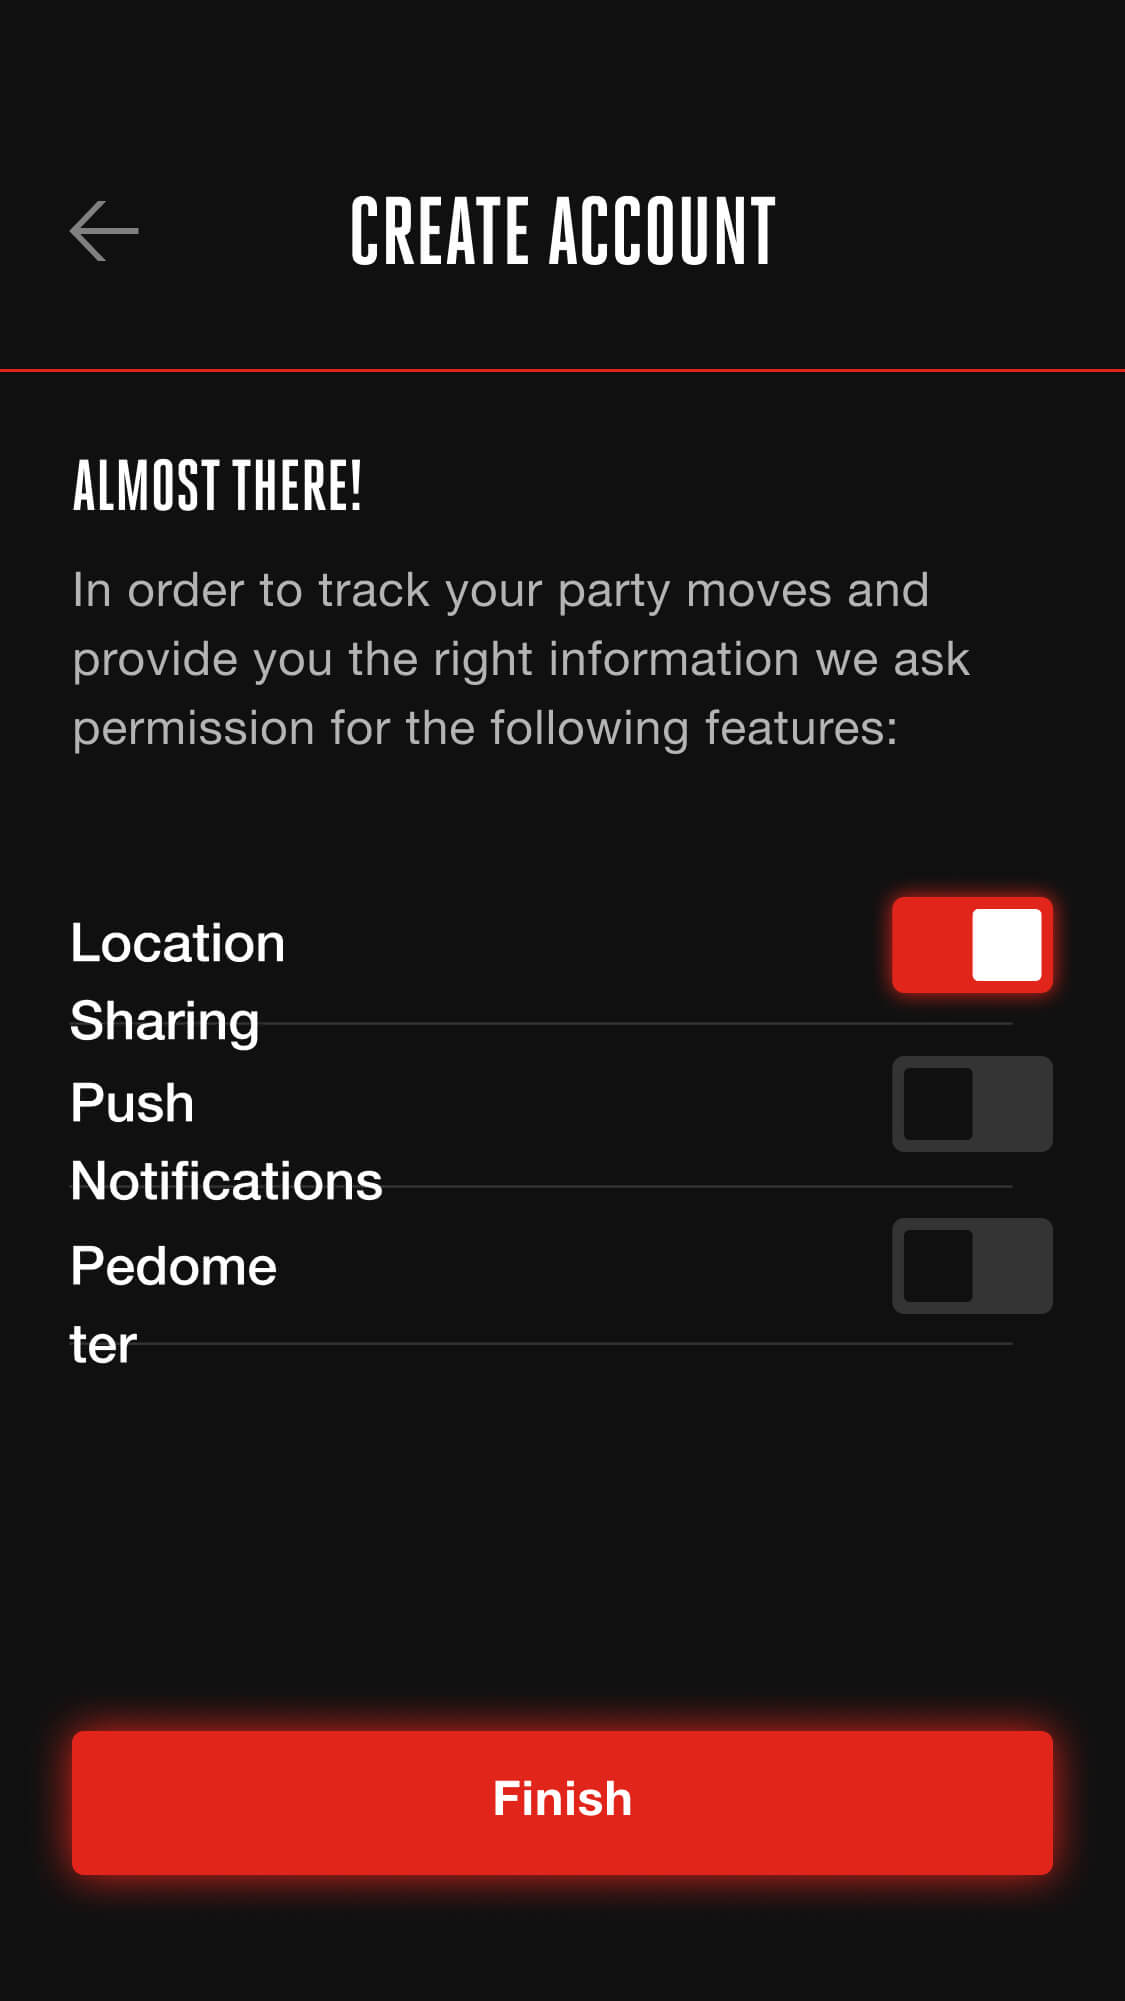 CREATE ACCOUNT
ALMOST THERE!
In order to track your party moves and
provide you the right information we ask
permission for the following features:
Location
Sharing
Push
Notifications
Pedome
ter
Finish